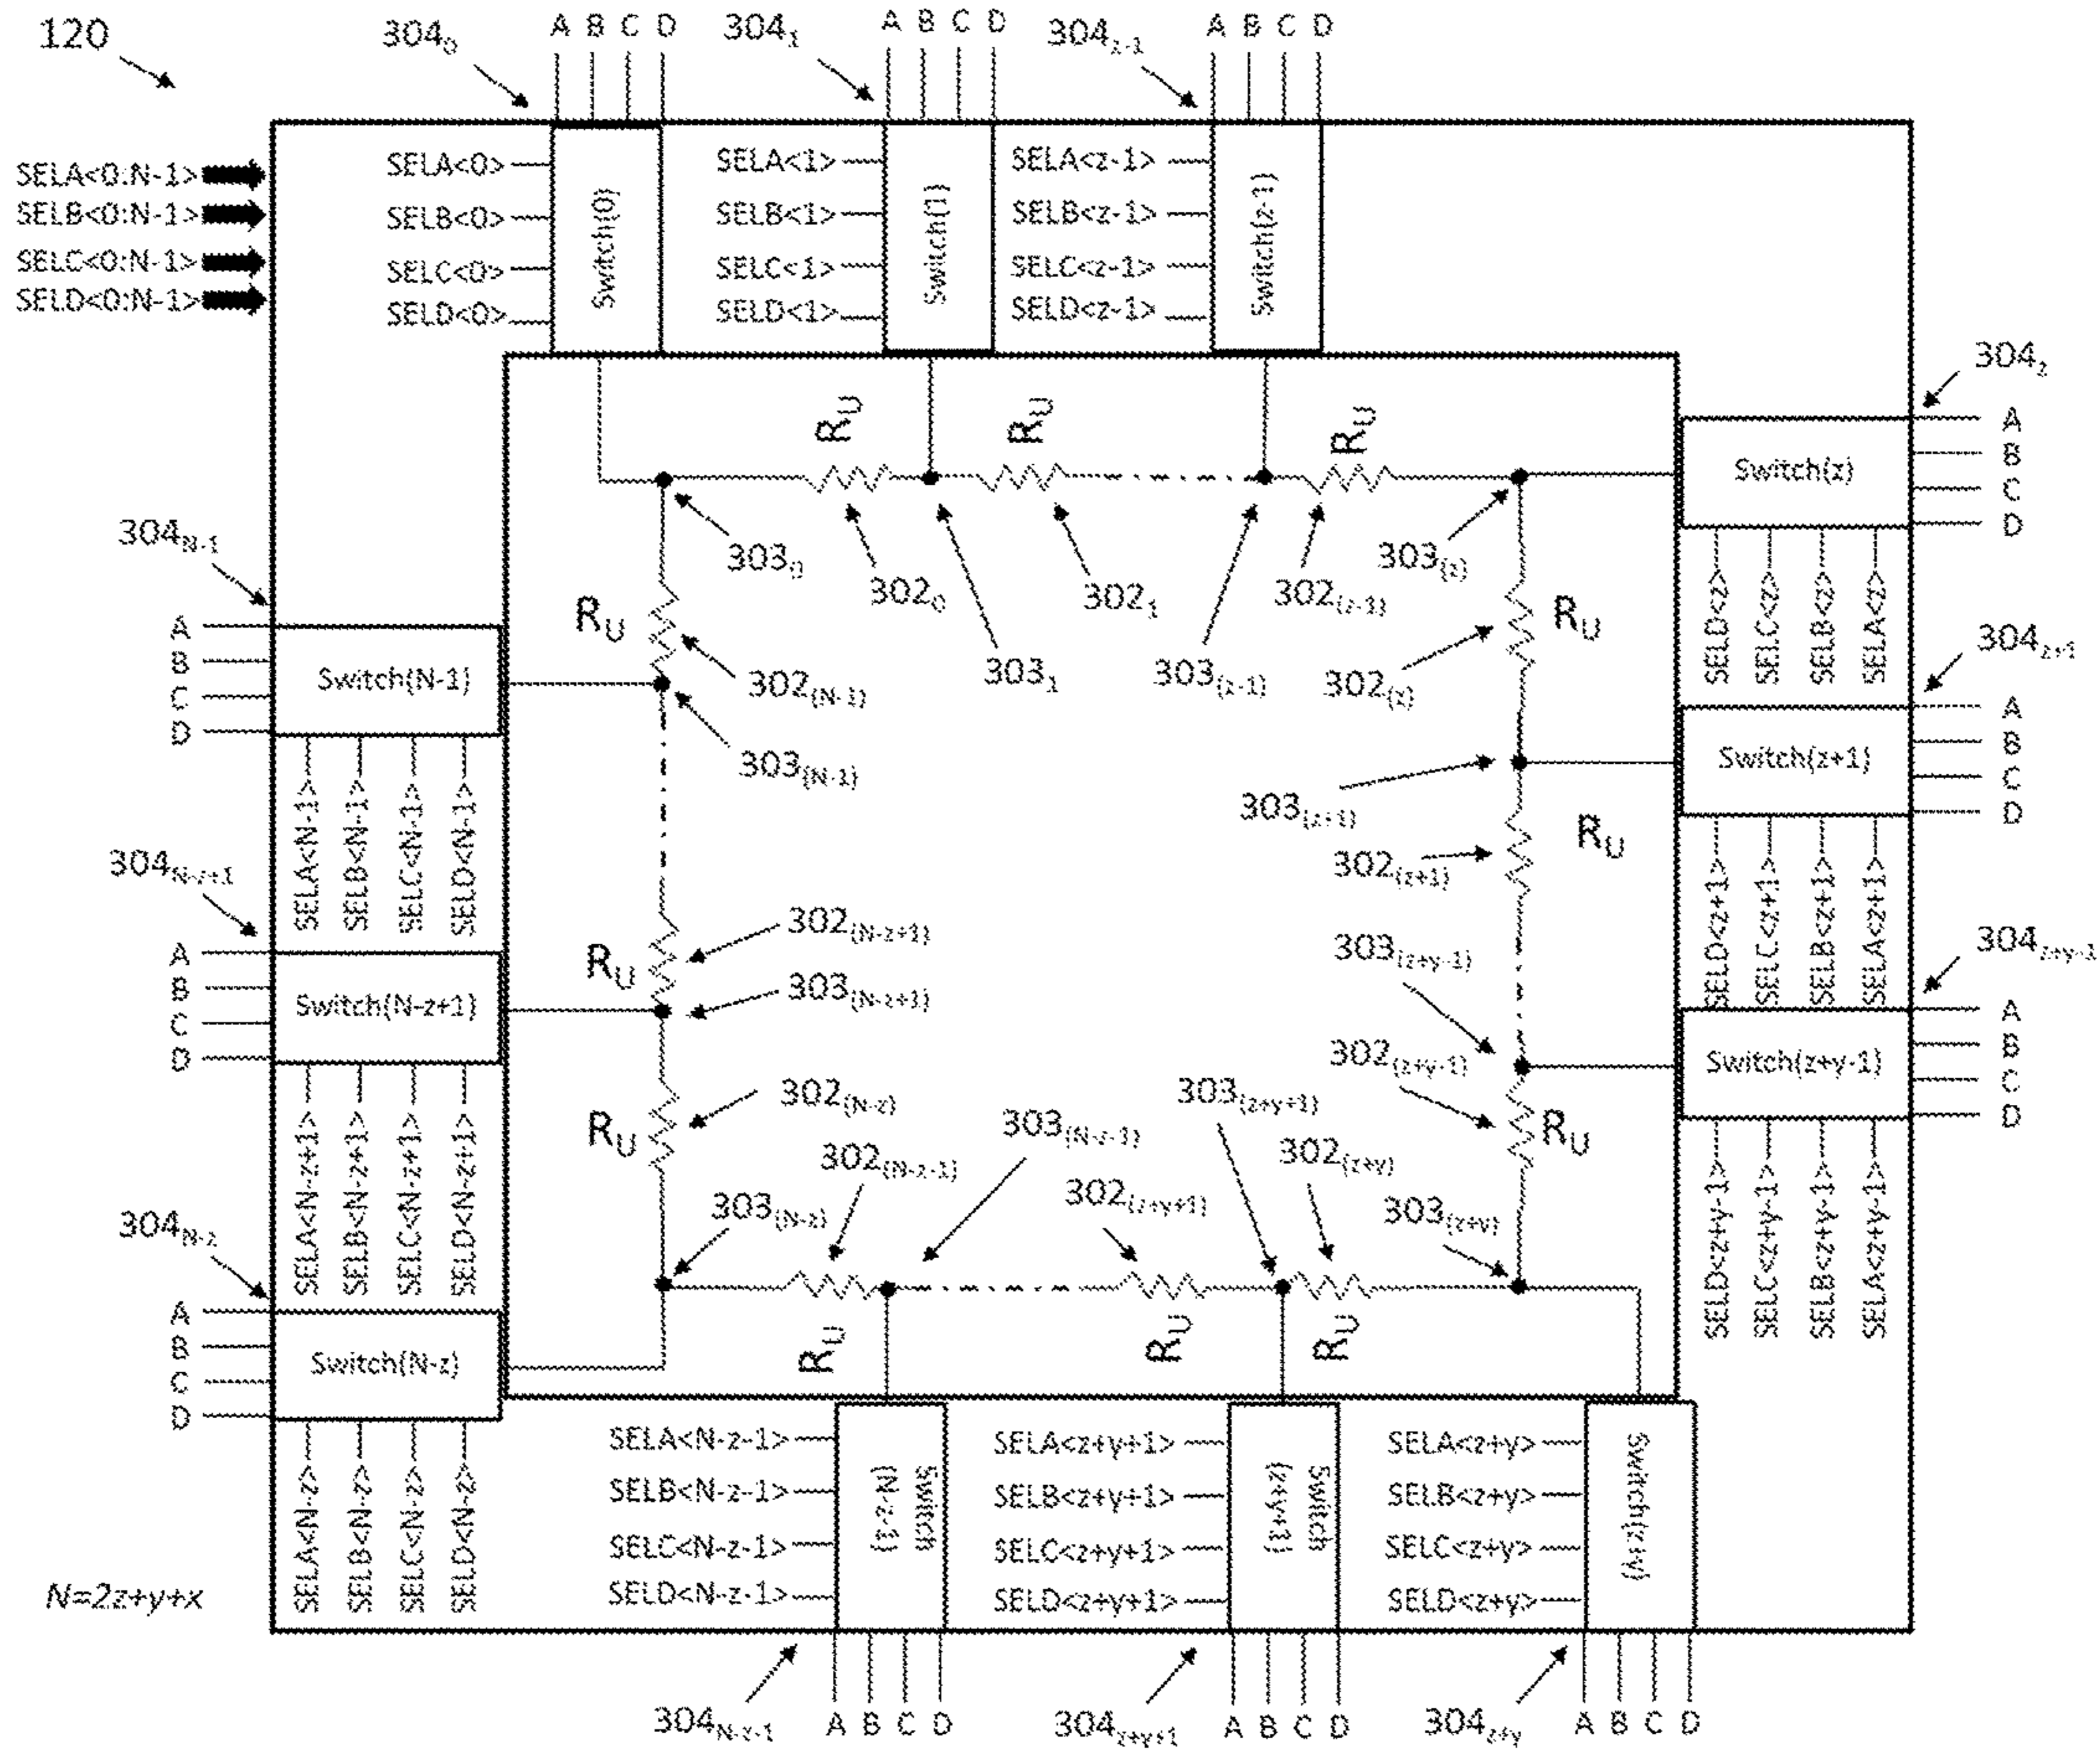 120
304₀
A B C D
304₁
A B C D
304z-1
A B C D
SELA<0:N-1>
SELB<0:N-1>
SELC<0:N-1>
SELD<0:N-1>
SELA<0>
SELB<0>
SELC<0>
SELD<0>
Switch(0)
SELA<1>
SELB<1>
SELC<1>
SELD<1>
Switch(1)
SELA<z-1>
SELB<z-1>
SELC<z-1>
SELD<z-1>
Switch(z-1)
304z
A
B
C
D
Switch(z)
SELD<z>
SELC<z>
SELB<z>
SELA<z>
RU
RU
RU
303₀
302₀
303₁
302₁
303(z-1)
302(z-1)
303(z)
304N-1
A
B
C
D
Switch(N-1)
SELA<N-1>
SELB<N-1>
SELC<N-1>
SELD<N-1>
RU
302(N-1)
303(N-1)
302(z)
RU
304z+1
A
B
C
D
Switch(z+1)
SELD<z+1>
SELC<z+1>
SELB<z+1>
SELA<z+1>
303(z+1)
302(z+1)
RU
304N-z+1
A
B
C
D
Switch(N-z+1)
SELA<N-z+1>
SELB<N-z+1>
SELC<N-z+1>
SELD<N-z+1>
RU
302(N-z+1)
303(N-z+1)
303(z+y-1)
302(z+y-1)
RU
304z+y-1
A
B
C
D
Switch(z+y-1)
SELD<z+y-1>
SELC<z+y-1>
SELB<z+y-1>
SELA<z+y-1>
RU
302(N-z)
303(N-z)
302(N-z-1)
303(N-z-1)
302(z+y+1)
303(z+y+1)
302(z+y)
303(z+y)
RU
RU
RU
304N-z
A
B
C
D
Switch(N-z)
SELA<N-z>
SELB<N-z>
SELC<N-z>
SELD<N-z>
SELA<N-z-1>
SELB<N-z-1>
SELC<N-z-1>
SELD<N-z-1>
Switch
(N-z-1)
SELA<z+y+1>
SELB<z+y+1>
SELC<z+y+1>
SELD<z+y+1>
Switch
(z+y+1)
SELA<z+y>
SELB<z+y>
SELC<z+y>
SELD<z+y>
Switch(z+y)
N=2z+y+x
304N-z-1
A B C D
304z+y+1
A B C D
304z+y
A B C D